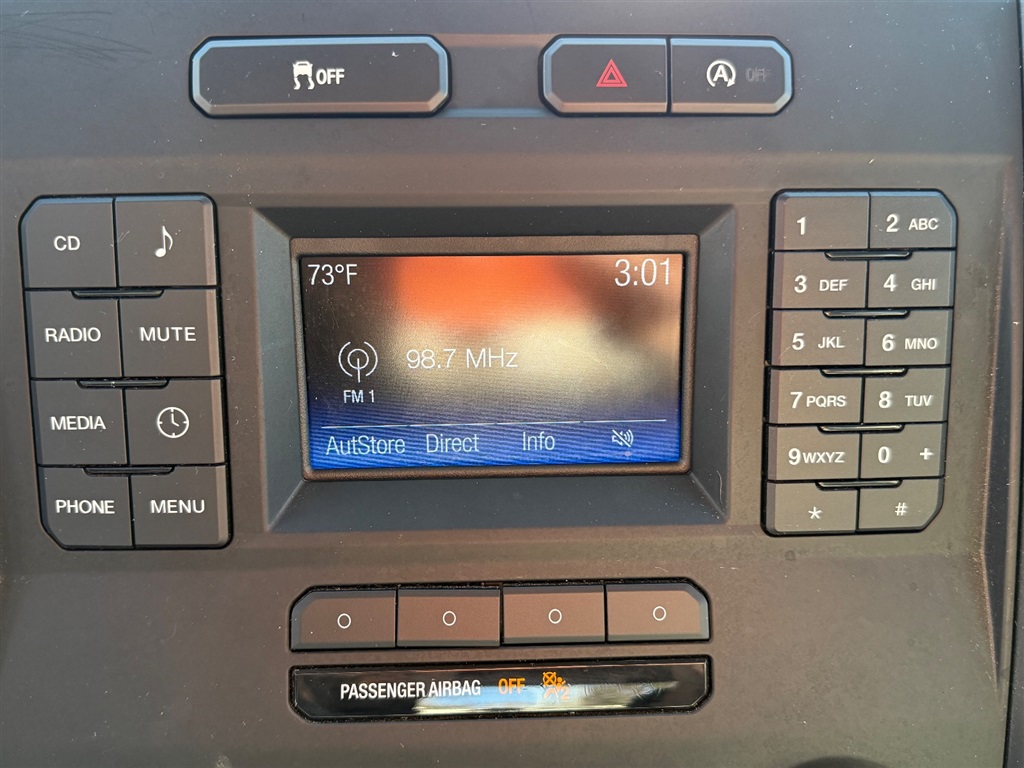 OFF
A OFF
CD
RADIO MUTE
MEDIA
PHONE MENU
73°F 3:01
98.7 MHz
FM 1
AutStore Direct Info
1 2 ABC
3 DEF 4 GHI
5 JKL 6 MNO
7 PQRS 8 TUV
9 WXYZ 0 +
* #
PASSENGER AIRBAG OFF 2